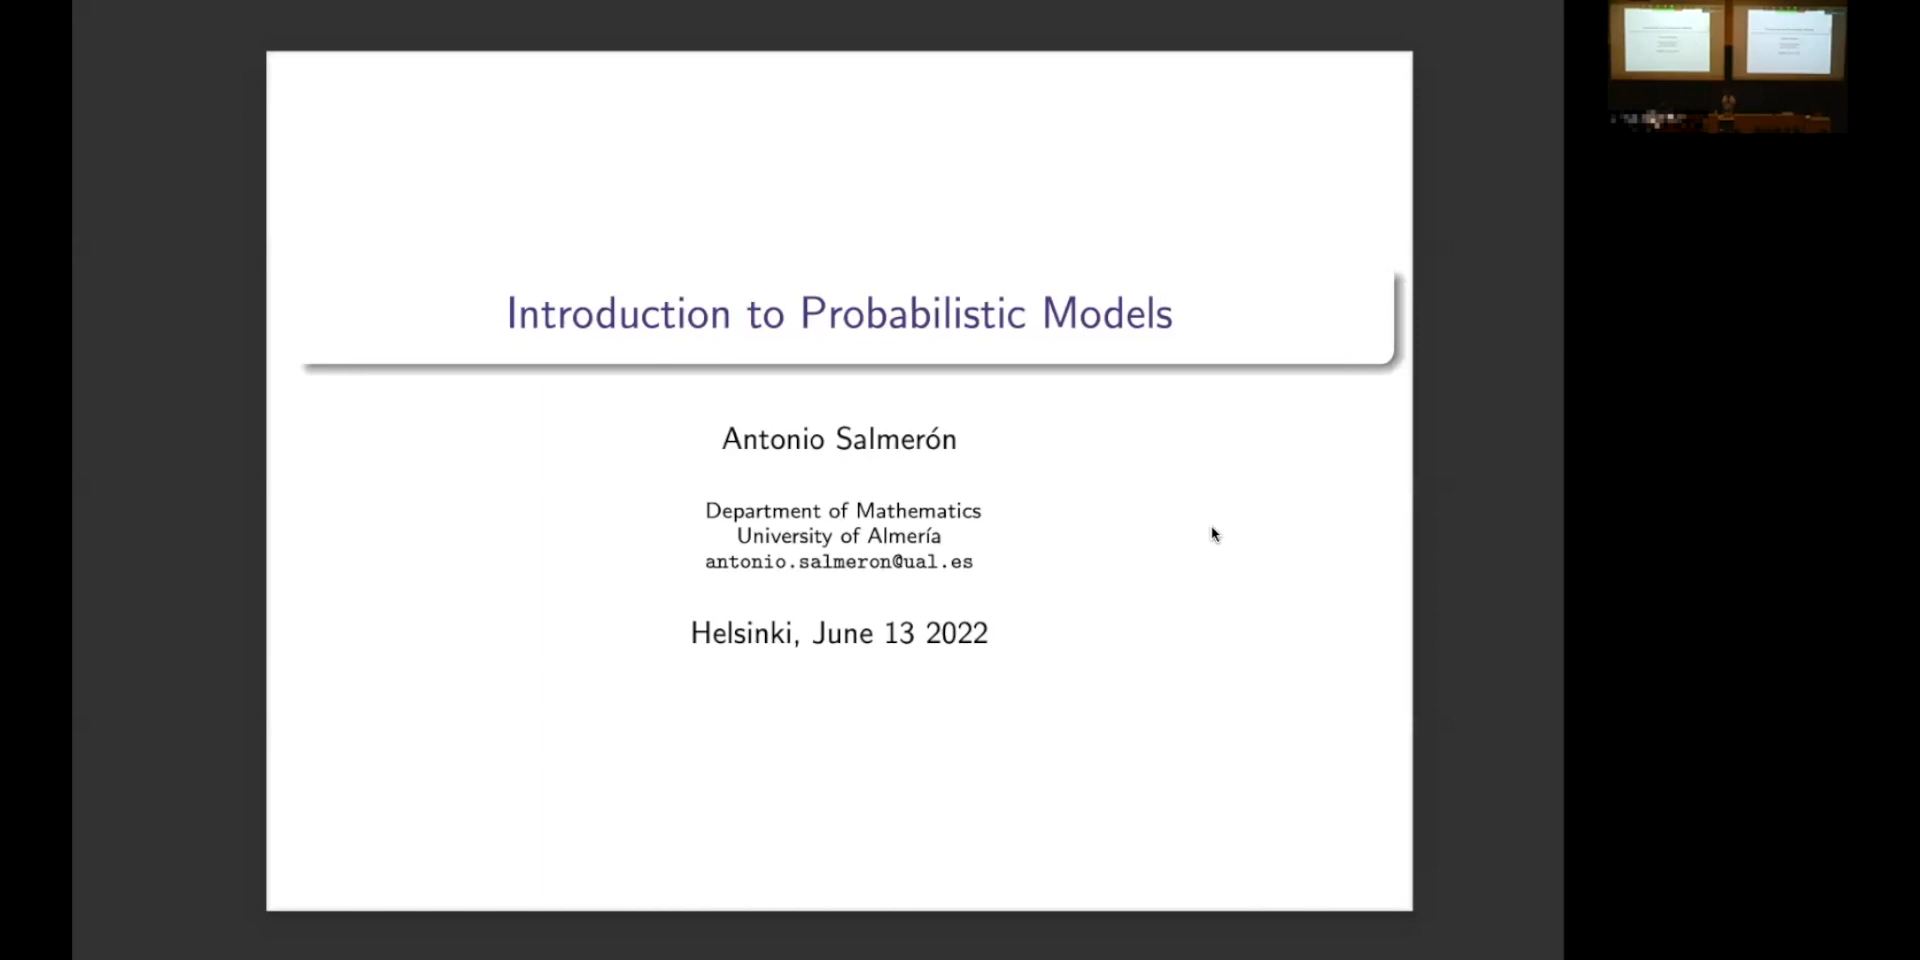 Introduction to Probabilistic Models
Antonio Salmerón
Department of Mathematics
University of Almería
antonio.salmeron@ual.es
Helsinki, June 13 2022